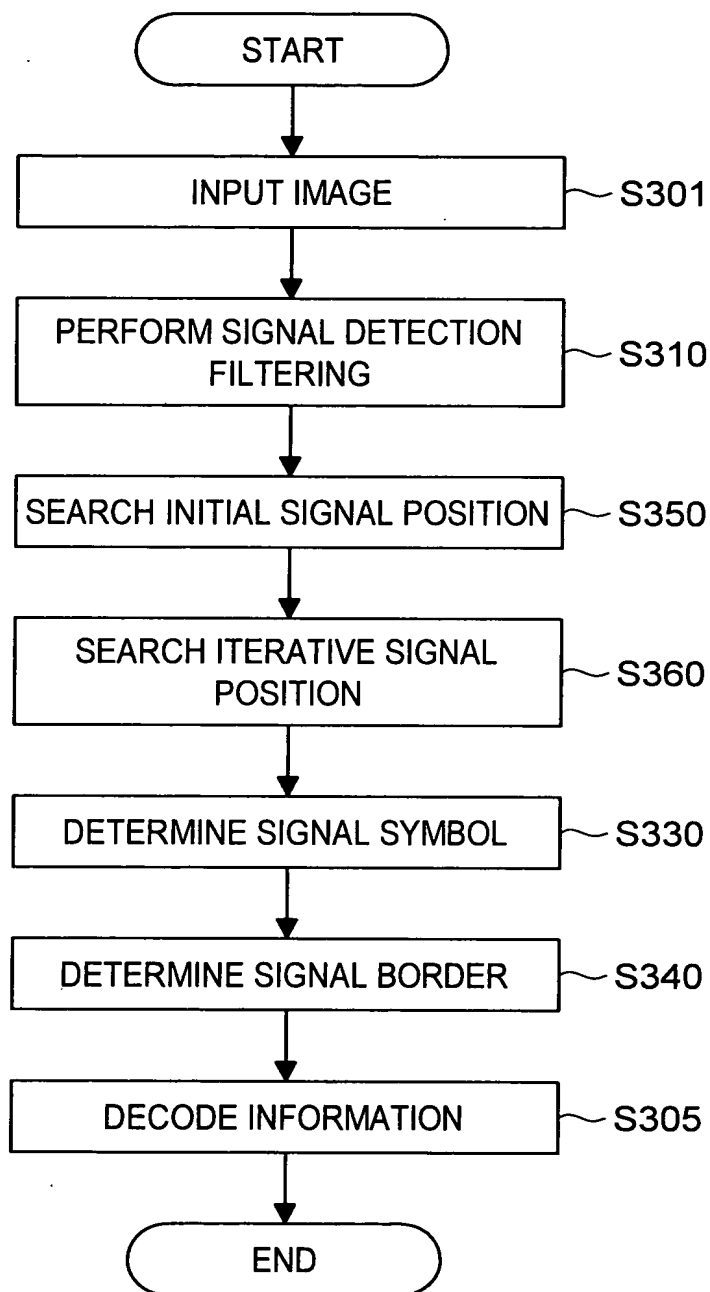 START
INPUT IMAGE
S301
PERFORM SIGNAL DETECTION
FILTERING
S310
SEARCH INITIAL SIGNAL POSITION
S350
SEARCH ITERATIVE SIGNAL
POSITION
S360
DETERMINE SIGNAL SYMBOL
S330
DETERMINE SIGNAL BORDER
S340
DECODE INFORMATION
S305
END